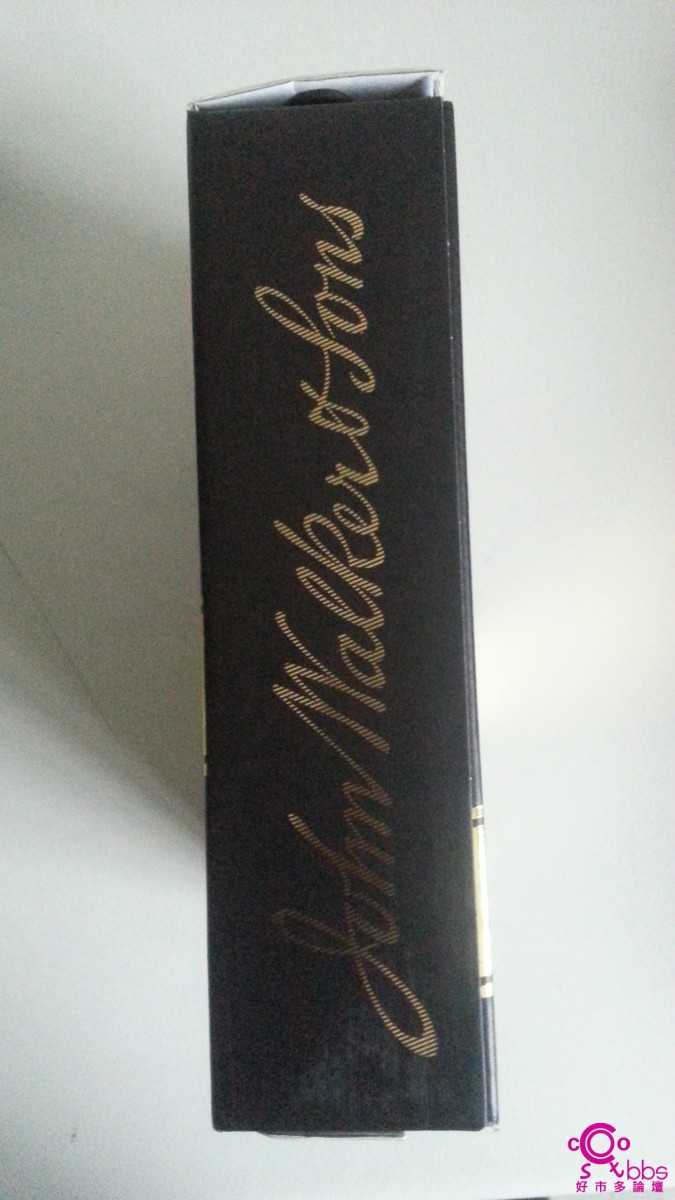 John Walker & Sons
Costco
bbs
好市多論壇